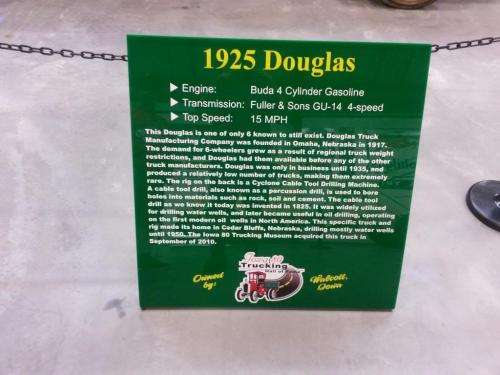 1925 Douglas
▶ Engine: Buda 4 Cylinder Gasoline
▶ Transmission: Fuller & Sons GU-14 4-speed
▶ Top Speed: 15 MPH
This Douglas is one of only 6 known to still exist. Douglas Truck
Manufacturing Company was founded in Omaha, Nebraska in 1917.
The demand for 6-wheelers grew as a result of regional truck weight
restrictions, and Douglas had them available before any of the other
truck manufacturers. Douglas was only in business until 1935, and
produced a relatively low number of trucks, making them extremely
rare. The rig on the back is a Cyclone Cable Tool Drilling Machine.
A cable tool drill, also known as a percussion drill, is used to bore
holes into materials such as rock, soil and cement. The cable tool
drill as we know it today was invented in 1825. It was widely utilized
for drilling water wells, and later became useful in oil drilling, operating
on the first modern oil wells in North America. This specific truck and
rig made its home in Cedar Bluffs, Nebraska, drilling mostly water wells
until 1950. The Iowa 80 Trucking Museum acquired this truck in
September of 2010.
Owned
by:
Iowa 80
Trucking
Hall of Fame
Walcott,
Iowa